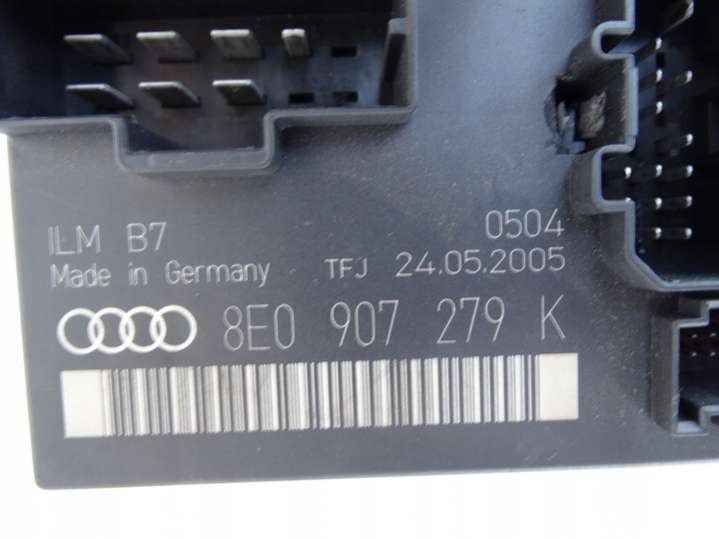 ILM B7 0504
Made in Germany TFJ 24.05.2005
8E0 907 279 K